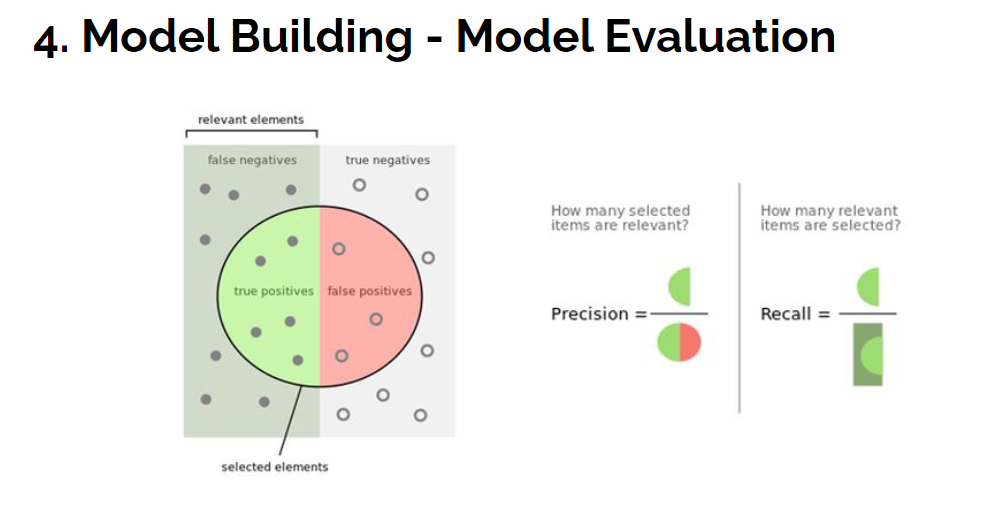 4. Model Building - Model Evaluation
relevant elements
false negatives
true negatives
true positives
false positives
selected elements
How many selected
items are relevant?
Precision =
How many relevant
items are selected?
Recall =